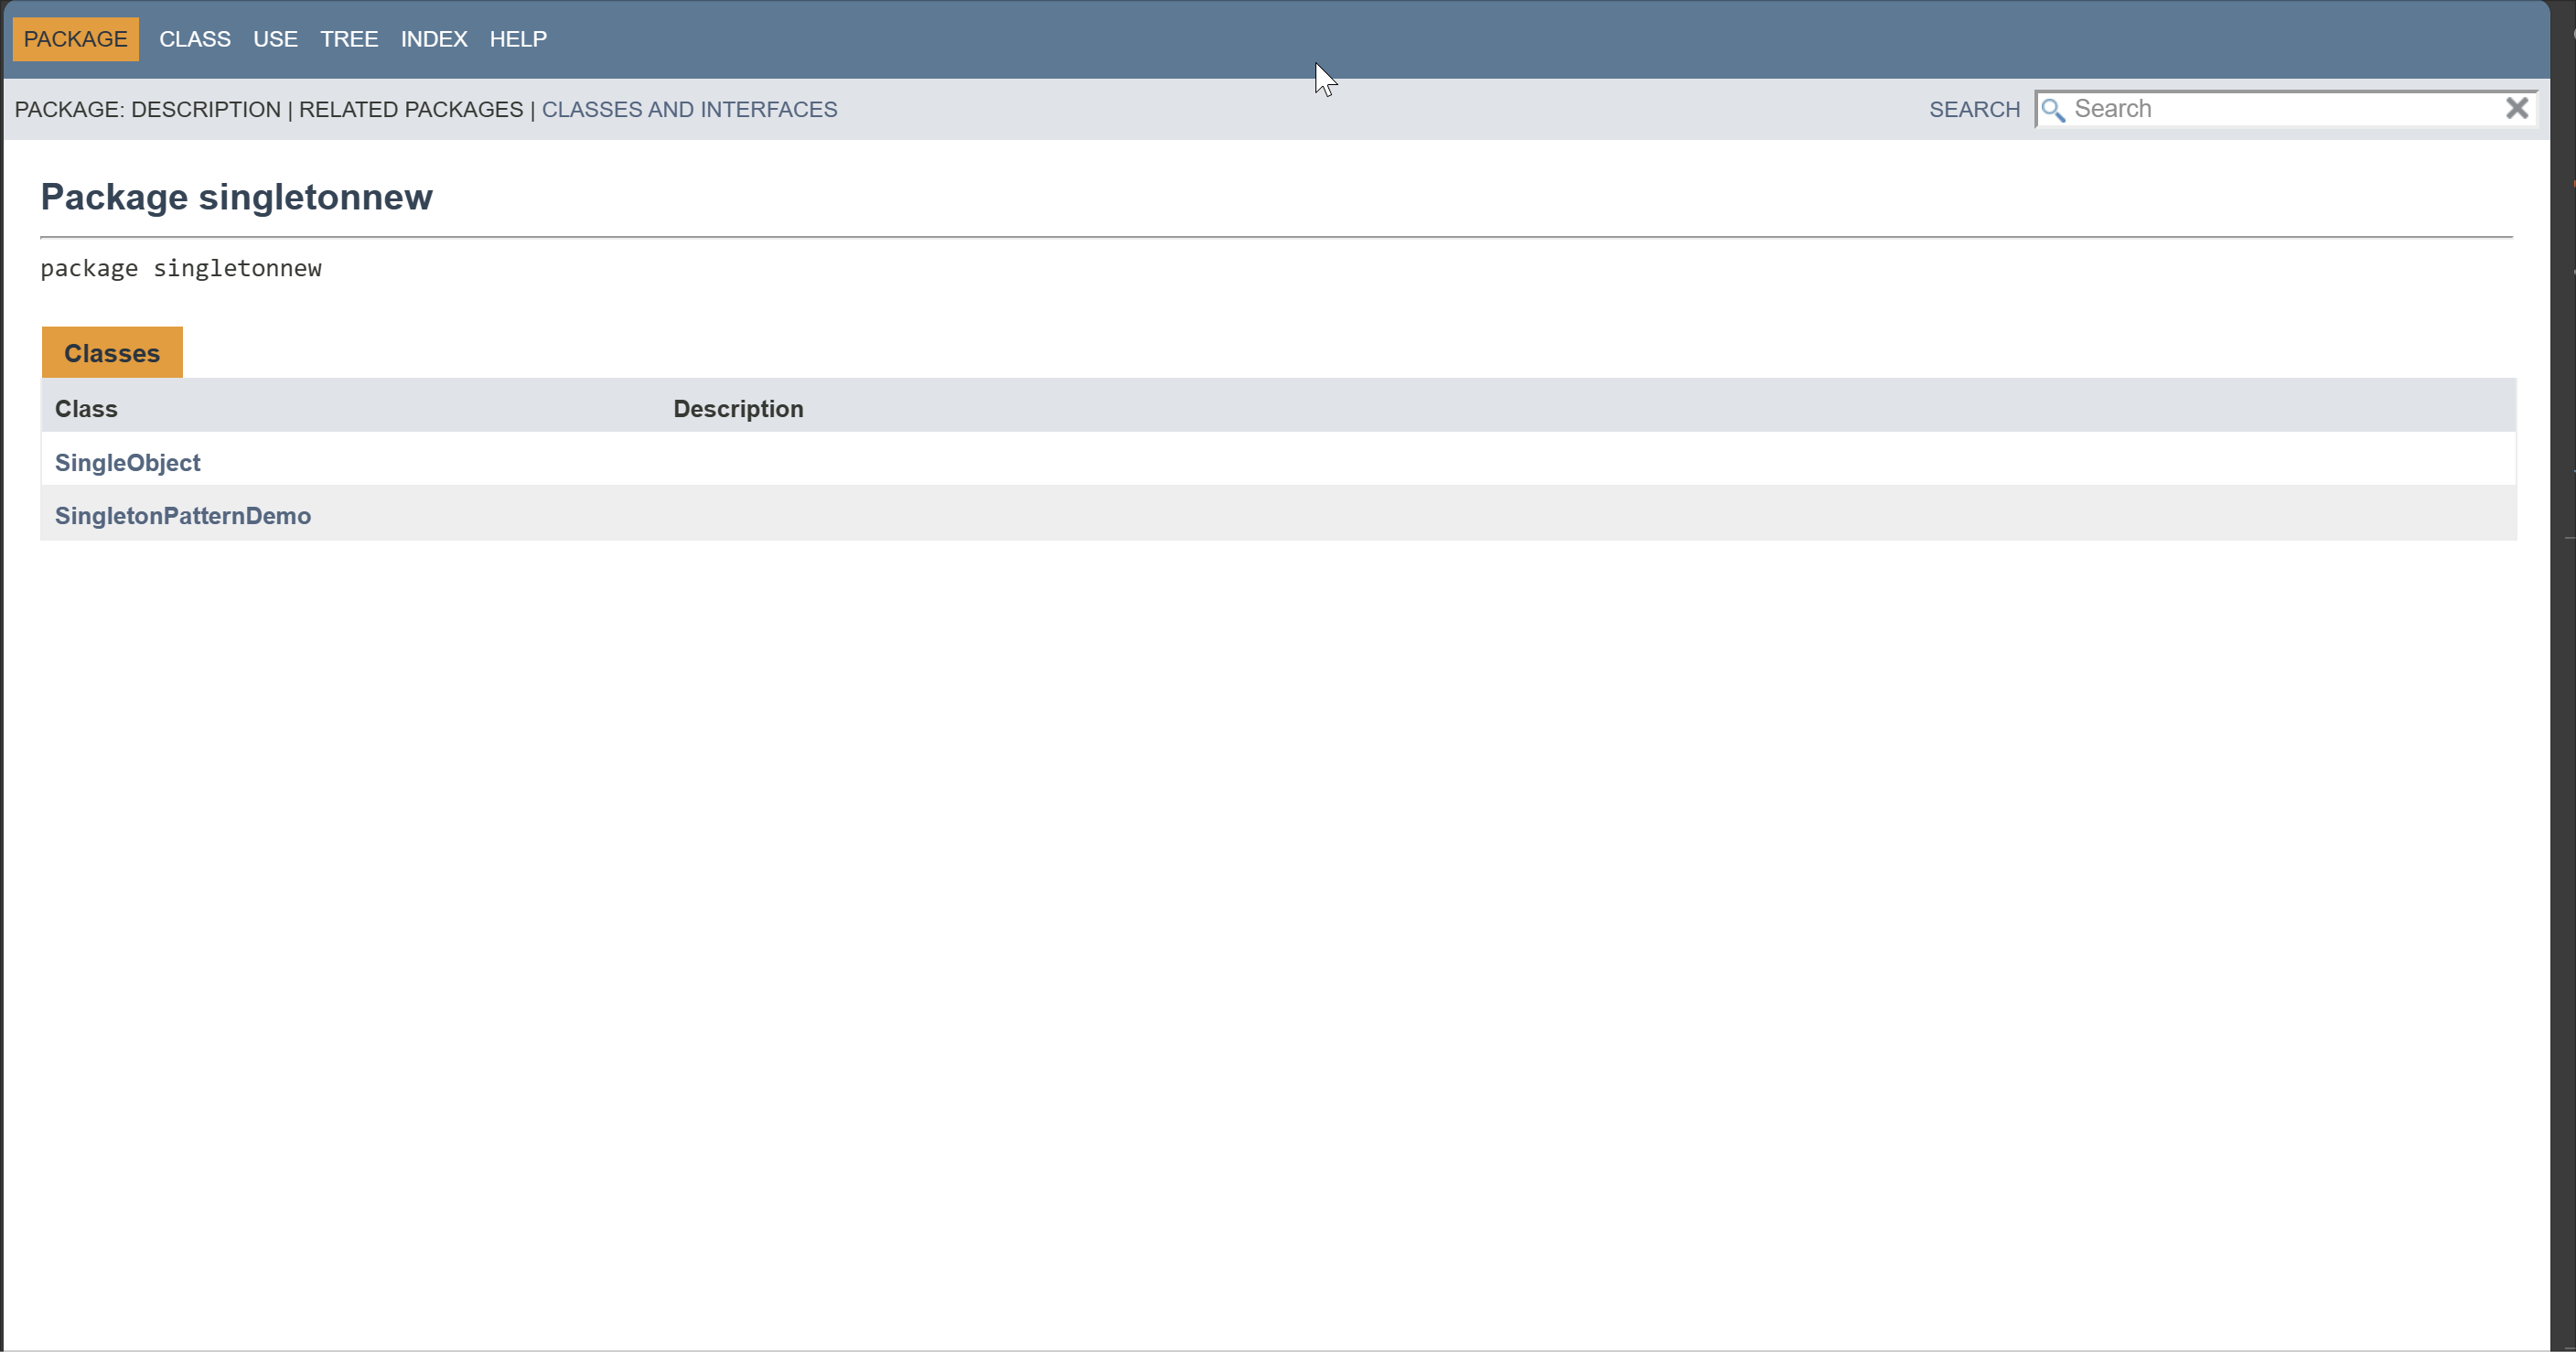 PACKAGE CLASS USE TREE INDEX HELP
PACKAGE: DESCRIPTION | RELATED PACKAGES | CLASSES AND INTERFACES SEARCH Search
Package singletonnew
package singletonnew
Classes
Class Description
SingleObject
SingletonPatternDemo